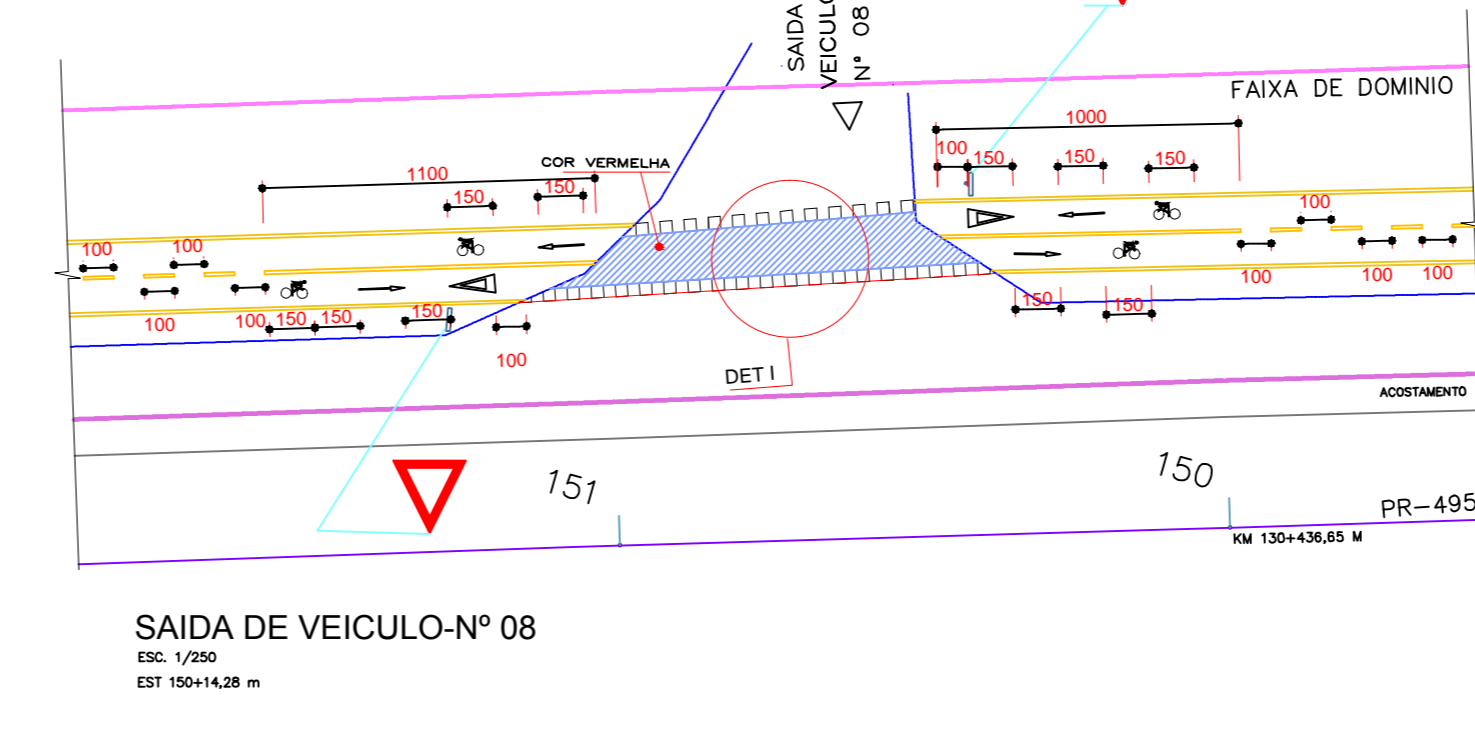 SAIDA
VEICULO
Nº 08
FAIXA DE DOMINIO
1000
100
150
150
150
COR VERMELHA
1100
150
150
100
100
100
100
100
150
150
150
100
100
100
100
100
150
150
DET I
ACOSTAMENTO
151
150
PR-495
KM 130+436,65 M
SAIDA DE VEICULO-Nº 08
ESC. 1/250
EST 150+14,28 m